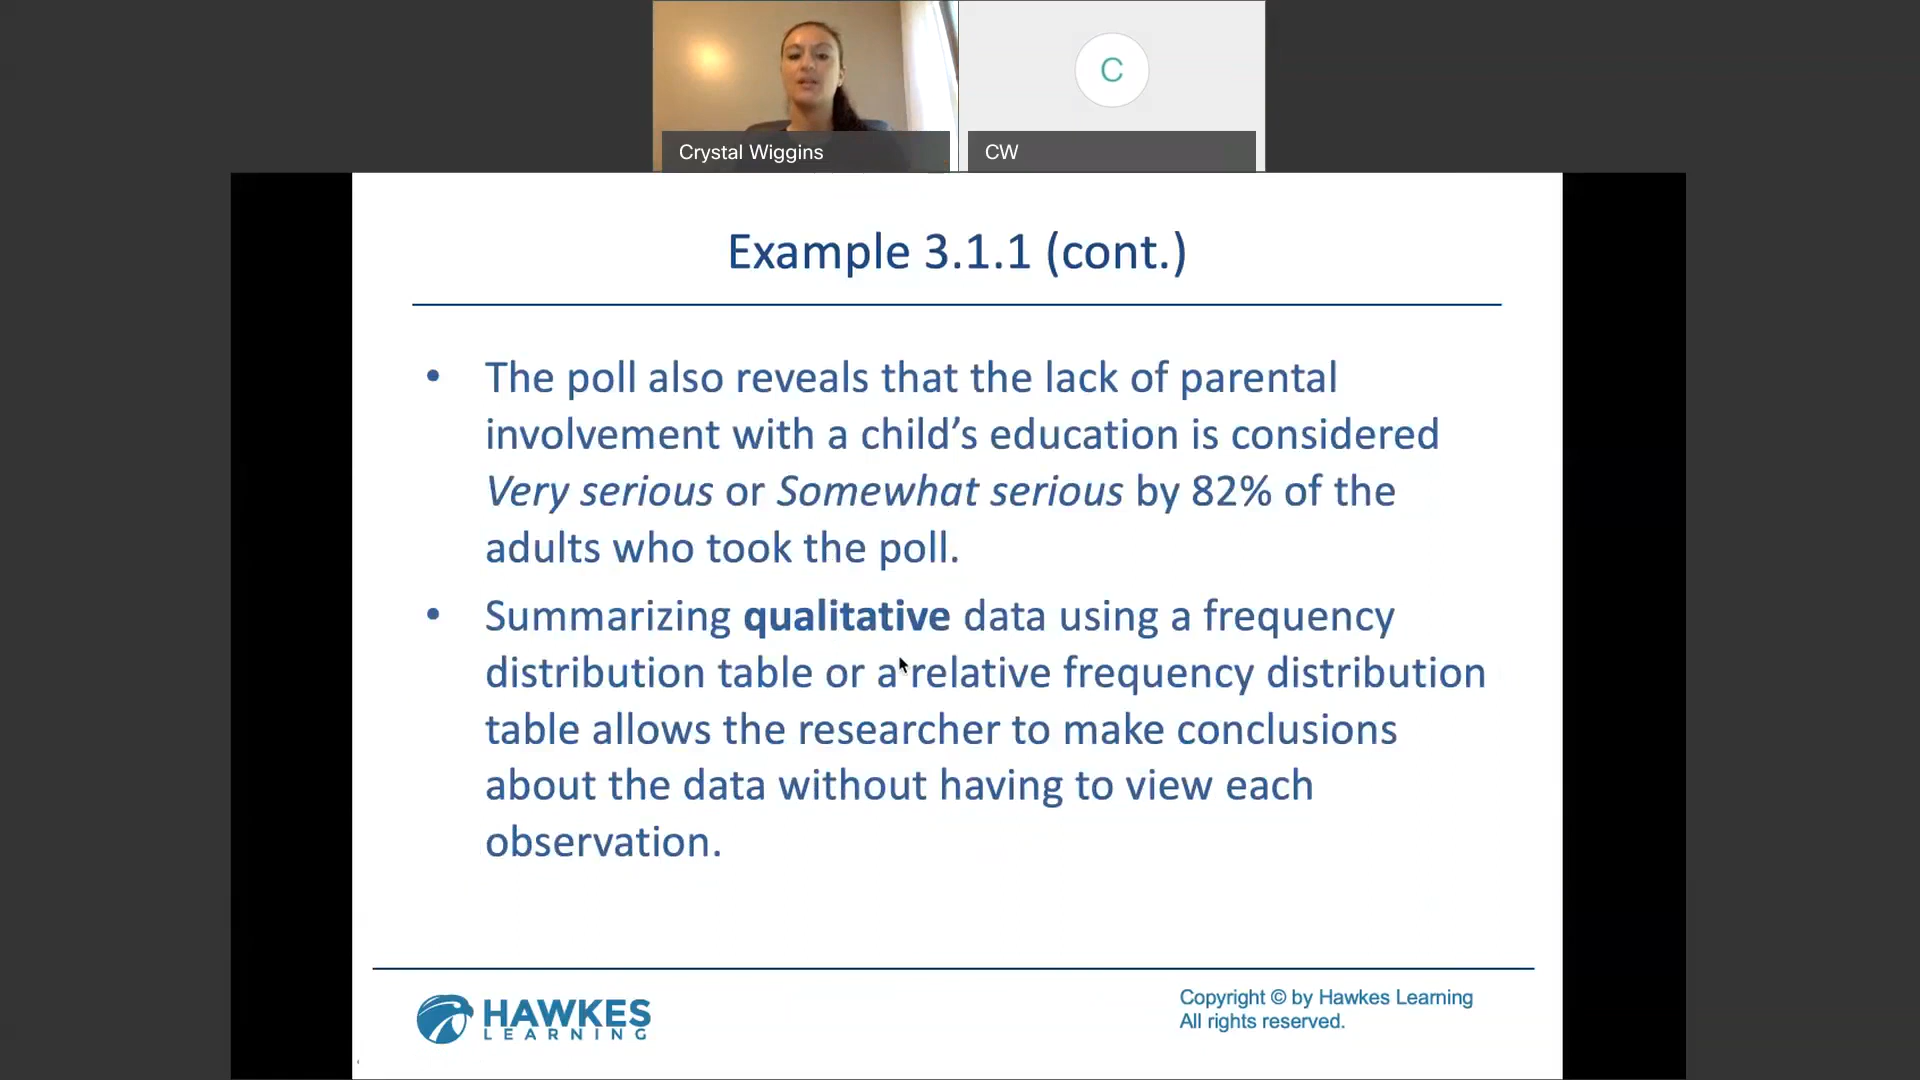 C
Crystal Wiggins
CW
Example 3.1.1 (cont.)
• The poll also reveals that the lack of parental
involvement with a child’s education is considered
Very serious or Somewhat serious by 82% of the
adults who took the poll.
• Summarizing qualitative data using a frequency
distribution table or a relative frequency distribution
table allows the researcher to make conclusions
about the data without having to view each
observation.
HAWKES
LEARNING
Copyright © by Hawkes Learning
All rights reserved.